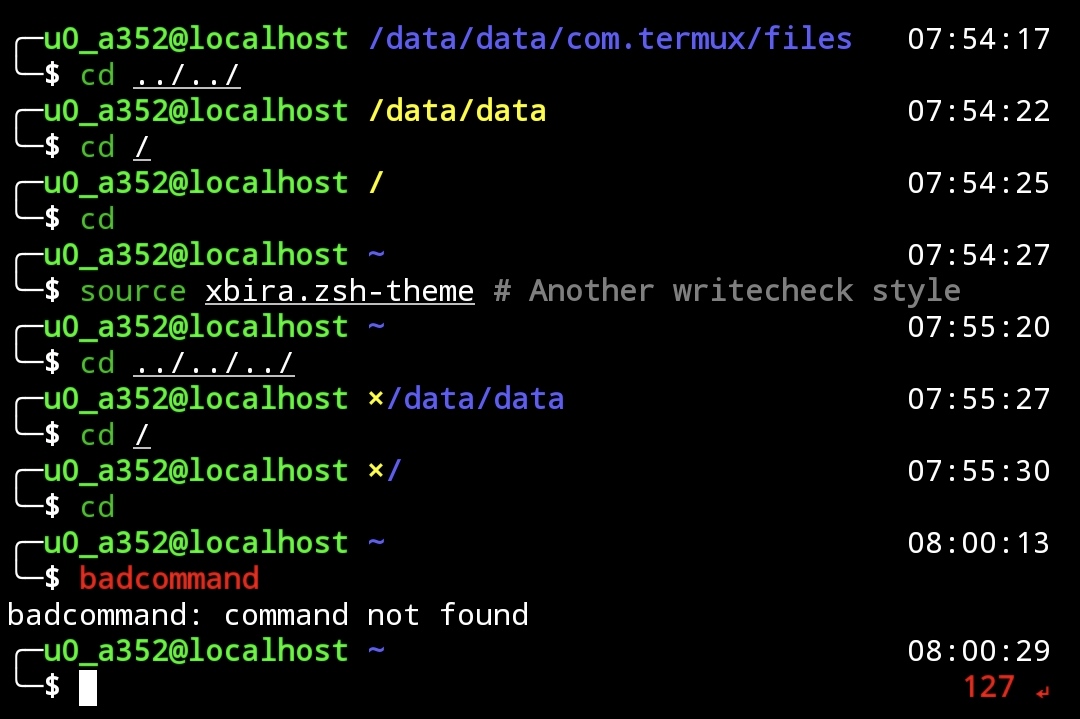 ╭─u0_a352@localhost /data/data/com.termux/files 07:54:17
╰─$ cd ../../
╭─u0_a352@localhost /data/data 07:54:22
╰─$ cd /
╭─u0_a352@localhost / 07:54:25
╰─$ cd
╭─u0_a352@localhost ~ 07:54:27
╰─$ source xbira.zsh-theme # Another writecheck style
╭─u0_a352@localhost ~ 07:55:20
╰─$ cd ../../../
╭─u0_a352@localhost ×/data/data 07:55:27
╰─$ cd /
╭─u0_a352@localhost ×/ 07:55:30
╰─$ cd
╭─u0_a352@localhost ~ 08:00:13
╰─$ badcommand
badcommand: command not found
╭─u0_a352@localhost ~ 08:00:29
╰─$ 127 ↵